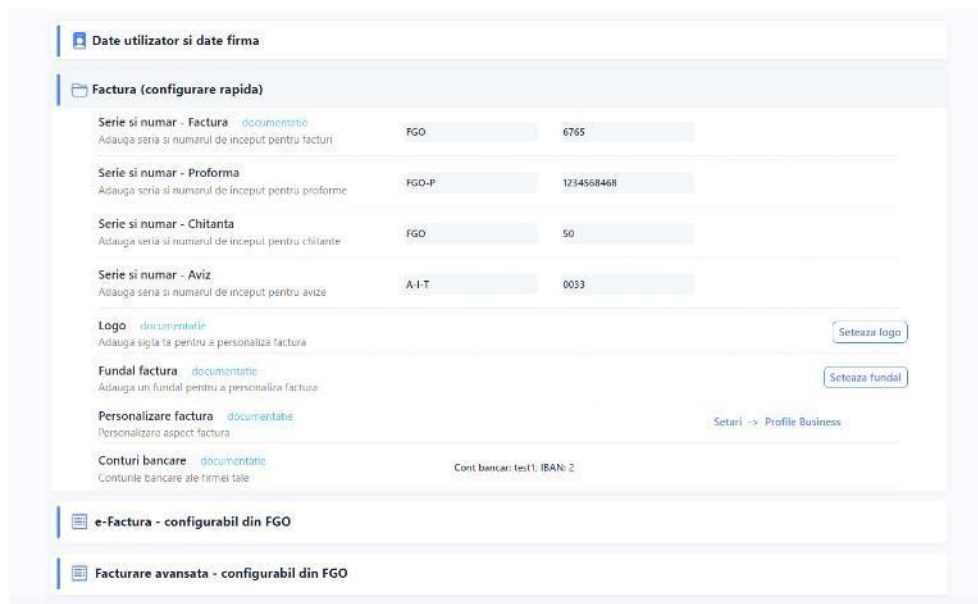 Date utilizator si date firma
Factura (configurare rapida)
Serie si numar - Factura documentatie
Adauga seria si numarul de inceput pentru facturi
FGO 6765
Serie si numar - Proforma
Adauga seria si numarul de inceput pentru proforme
FGO-P 1234568468
Serie si numar - Chitanta
Adauga seria si numarul de inceput pentru chitante
FGO 50
Serie si numar - Aviz
Adauga seria si numarul de inceput pentru avize
A-I-T 0033
Logo documentatie
Adauga sigla ta pentru a personaliza factura
Seteaza logo
Fundal factura documentatie
Adauga un fundal pentru a personaliza factura
Seteaza fundal
Personalizare factura documentatie
Personalizare aspect factura
Setari -> Profile Business
Conturi bancare documentatie
Conturile bancare ale firmei tale
Cont bancar: test1; IBAN: 2
e-Factura - configurabil din FGO
Facturare avansata - configurabil din FGO